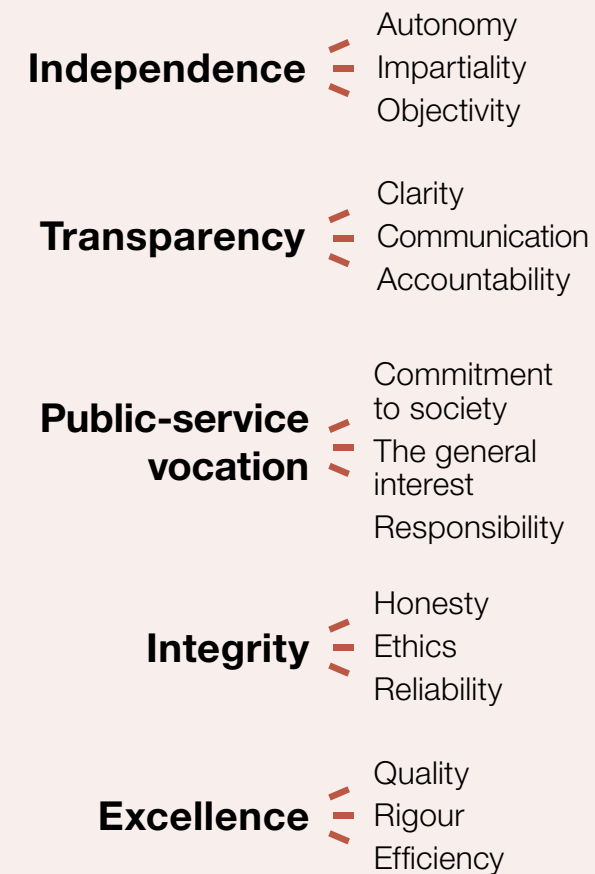 Independence
Autonomy
Impartiality
Objectivity
Transparency
Clarity
Communication
Accountability
Public-service
vocation
Commitment
to society
The general
interest
Responsibility
Integrity
Honesty
Ethics
Reliability
Excellence
Quality
Rigour
Efficiency